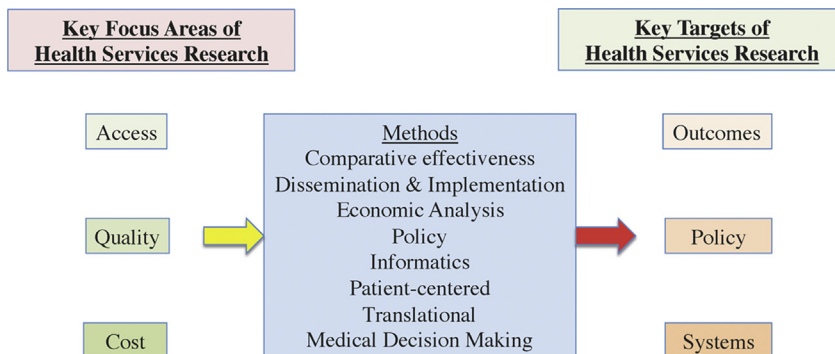 Key Focus Areas of
Health Services Research
Key Targets of
Health Services Research
Access
Quality
Cost
Methods
Comparative effectiveness
Dissemination & Implementation
Economic Analysis
Policy
Informatics
Patient-centered
Translational
Medical Decision Making
Outcomes
Policy
Systems